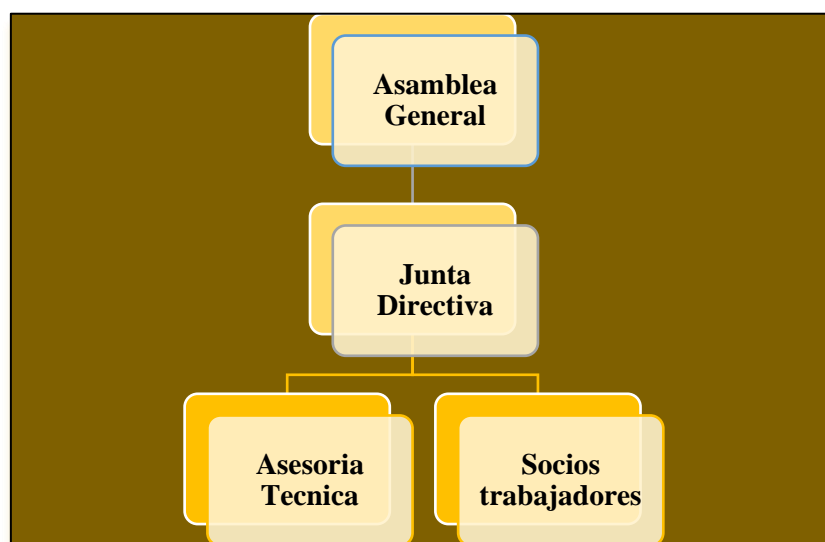 Asamblea
General
Junta
Directiva
Asesoria
Tecnica
Socios
trabajadores